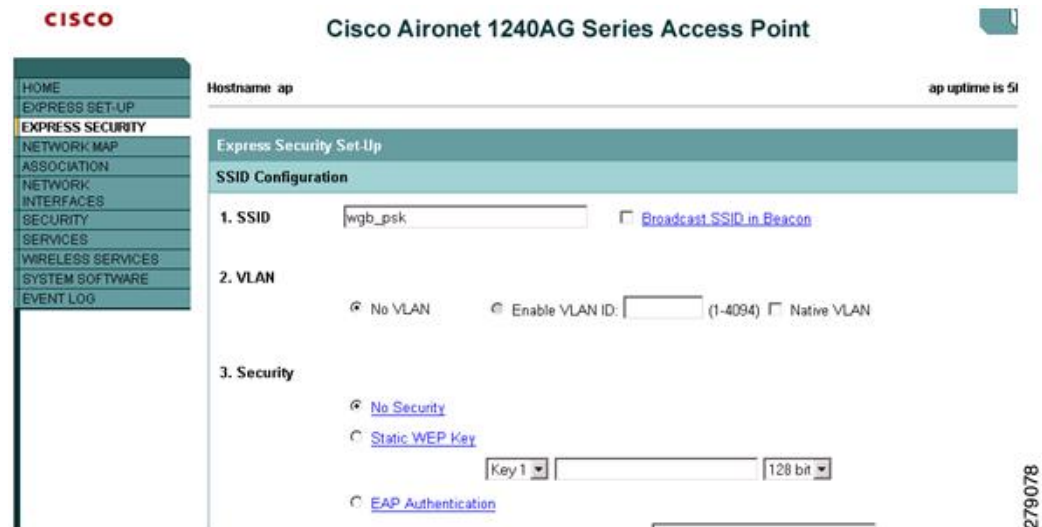 CISCO
Cisco Aironet 1240AG Series Access Point
HOME
EXPRESS SET-UP
EXPRESS SECURITY
NETWORK MAP
ASSOCIATION
NETWORK
INTERFACES
SECURITY
SERVICES
WIRELESS SERVICES
SYSTEM SOFTWARE
EVENT LOG
Hostname ap
ap uptime is 5
Express Security Set-Up
SSID Configuration
1. SSID wgb_psk Broadcast SSID in Beacon
2. VLAN
No VLAN Enable VLAN ID: (1-4094) Native VLAN
3. Security
No Security
Static WEP Key
Key 1 128 bit
EAP Authentication
279078